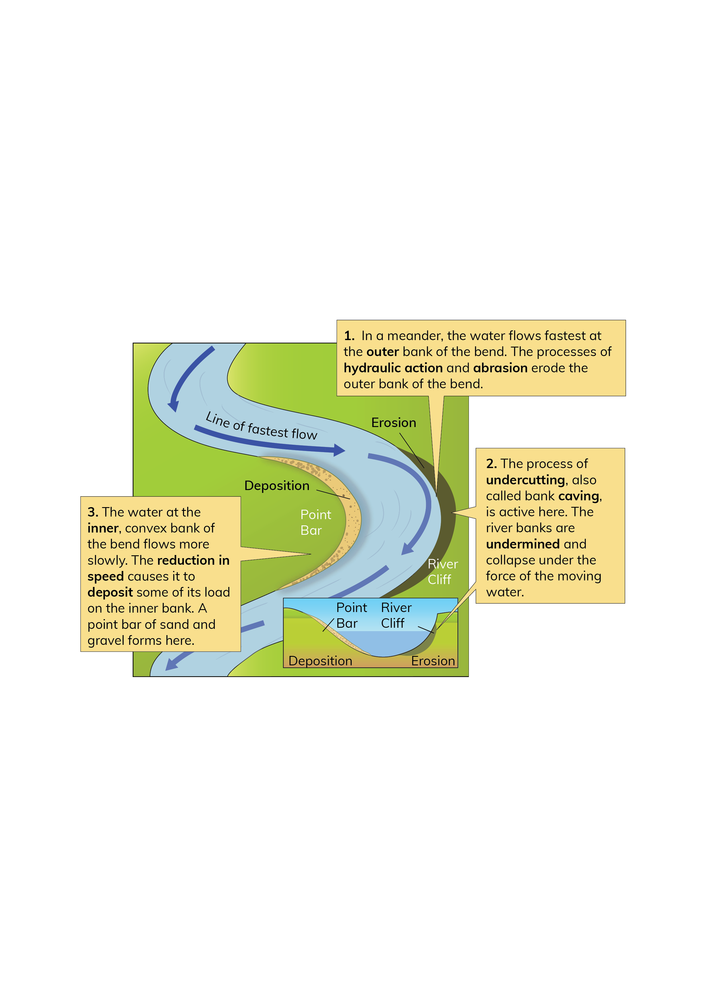 1. In a meander, the water flows fastest at
the outer bank of the bend. The processes of
hydraulic action and abrasion erode the
outer bank of the bend.
Line of fastest flow
Erosion
2. The process of
undercutting, also
called bank caving,
is active here. The
river banks are
undermined and
collapse under the
force of the moving
water.
Deposition
Point
Bar
3. The water at the
inner, convex bank of
the bend flows more
slowly. The reduction in
speed causes it to
deposit some of its load
on the inner bank. A
point bar of sand and
gravel forms here.
River
Cliff
Point
Bar
River
Cliff
Deposition
Erosion